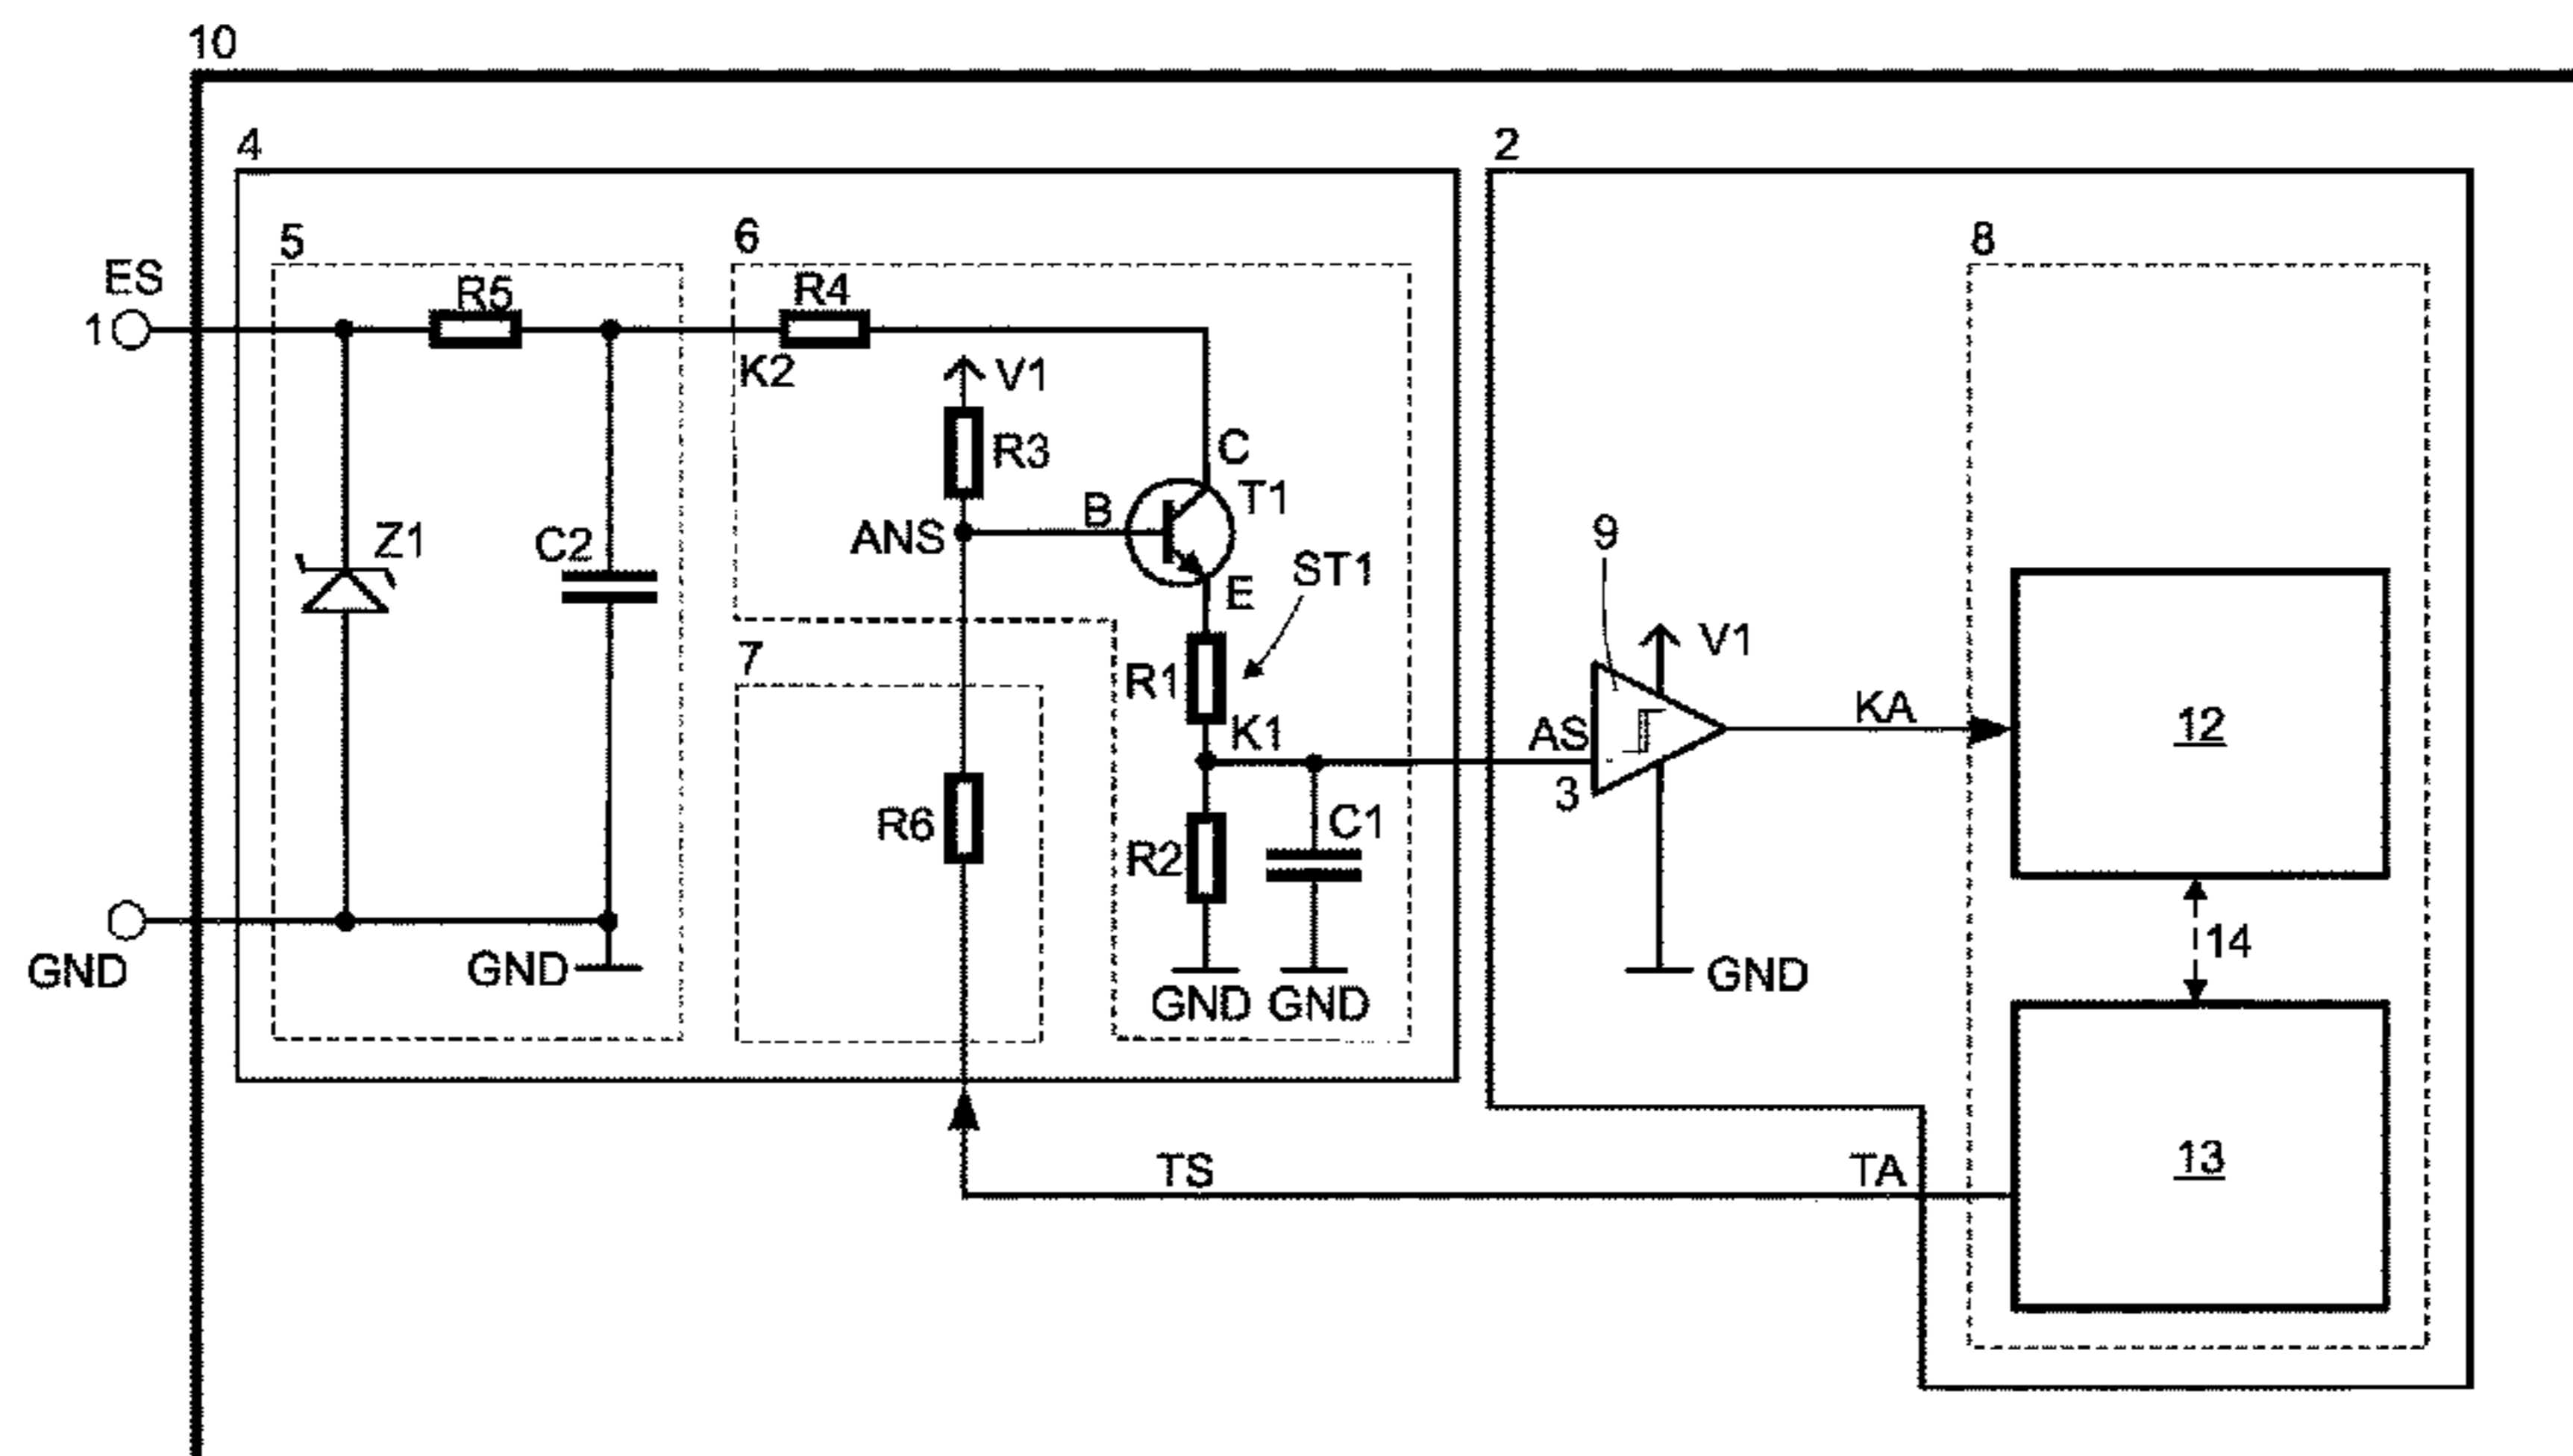 10
4
2
5
6
8
ES
R5
R4
1
K2
V1
R3
C
T1
B
ANS
Z1
C2
9
ST1
E
V1
7
R1
K1
AS
KA
12
3
R6
R2
C1
14
GND
GND
GND
GND
GND
TS
TA
13